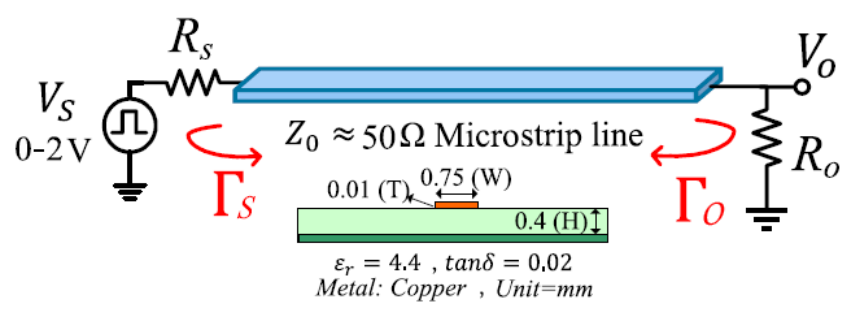 R_s
V_S
0-2V
V_o
Z_0 ≈ 50Ω Microstrip line
R_o
Γ_S
Γ_O
0.01 (T)
0.75 (W)
0.4 (H)
ε_r = 4.4 , tanδ = 0.02
Metal: Copper , Unit=mm